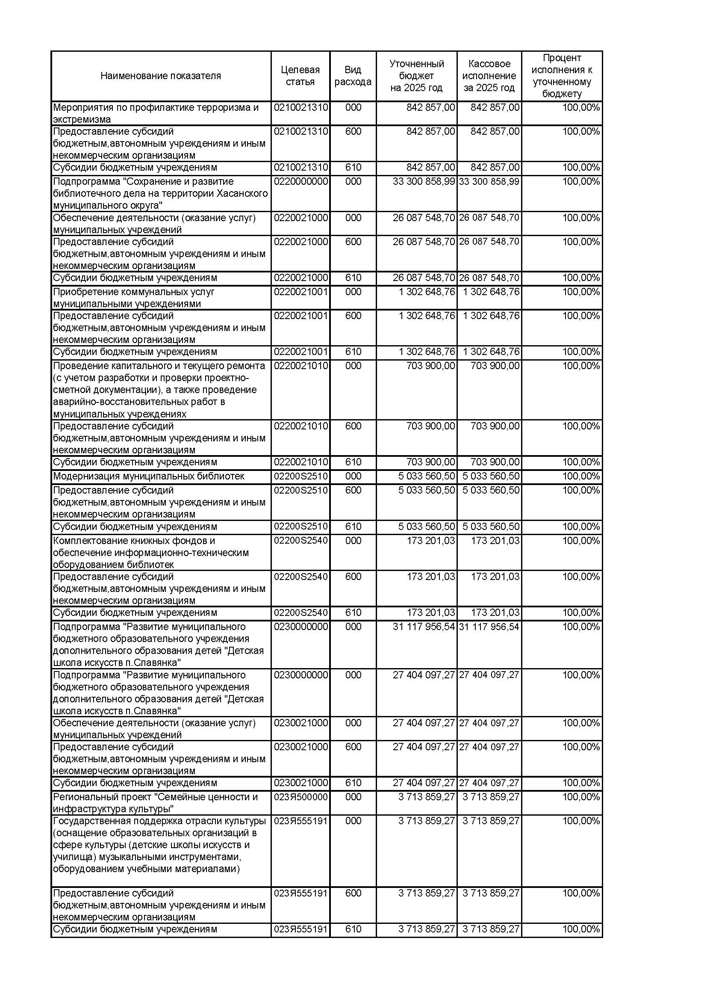 Наименование показателя
Целевая
статья
Вид
расхода
Уточненный
бюджет
на 2025 год
Кассовое
исполнение
за 2025 год
Процент
исполнения к
уточненному
бюджету
Мероприятия по профилактике терроризма и 0210021310 000 842 857,00 842 857,00 100,00%
экстремизма
Предоставление субсидий 0210021310 600 842 857,00 842 857,00 100,00%
бюджетным,автономным учреждениям и иным
некоммерческим организациям
Субсидии бюджетным учреждениям 0210021310 610 842 857,00 842 857,00 100,00%
Подпрограмма "Сохранение и развитие 0220000000 000 33 300 858,99 33 300 858,99 100,00%
библиотечного дела на территории Хасанского
муниципального округа"
Обеспечение деятельности (оказание услуг) 0220021000 000 26 087 548,70 26 087 548,70 100,00%
муниципальных учреждений
Предоставление субсидий 0220021000 600 26 087 548,70 26 087 548,70 100,00%
бюджетным,автономным учреждениям и иным
некоммерческим организациям
Субсидии бюджетным учреждениям 0220021000 610 26 087 548,70 26 087 548,70 100,00%
Приобретение коммунальных услуг 0220021001 000 1 302 648,76 1 302 648,76 100,00%
муниципальными учреждениями
Предоставление субсидий 0220021001 600 1 302 648,76 1 302 648,76 100,00%
бюджетным,автономным учреждениям и иным
некоммерческим организациям
Субсидии бюджетным учреждениям 0220021001 610 1 302 648,76 1 302 648,76 100,00%
Проведение капитального и текущего ремонта 0220021010 000 703 900,00 703 900,00 100,00%
(с учетом разработки и проверки проектно-
сметной документации), а также проведение
аварийно-восстановительных работ в
муниципальных учреждениях
Предоставление субсидий 0220021010 600 703 900,00 703 900,00 100,00%
бюджетным,автономным учреждениям и иным
некоммерческим организациям
Субсидии бюджетным учреждениям 0220021010 610 703 900,00 703 900,00 100,00%
Модернизация муниципальных библиотек 02200S2510 000 5 033 560,50 5 033 560,50 100,00%
Предоставление субсидий 02200S2510 600 5 033 560,50 5 033 560,50 100,00%
бюджетным,автономным учреждениям и иным
некоммерческим организациям
Субсидии бюджетным учреждениям 02200S2510 610 5 033 560,50 5 033 560,50 100,00%
Комплектование книжных фондов и 02200S2540 000 173 201,03 173 201,03 100,00%
обеспечение информационно-техническим
оборудованием библиотек
Предоставление субсидий 02200S2540 600 173 201,03 173 201,03 100,00%
бюджетным,автономным учреждениям и иным
некоммерческим организациям
Субсидии бюджетным учреждениям 02200S2540 610 173 201,03 173 201,03 100,00%
Подпрограмма "Развитие муниципального 0230000000 000 31 117 956,54 31 117 956,54 100,00%
бюджетного образовательного учреждения
дополнительного образования детей "Детская
школа искусств п.Славянка"
Подпрограмма "Развитие муниципального 0230000000 000 27 404 097,27 27 404 097,27 100,00%
бюджетного образовательного учреждения
дополнительного образования детей "Детская
школа искусств п.Славянка"
Обеспечение деятельности (оказание услуг) 0230021000 000 27 404 097,27 27 404 097,27 100,00%
муниципальных учреждений
Предоставление субсидий 0230021000 600 27 404 097,27 27 404 097,27 100,00%
бюджетным,автономным учреждениям и иным
некоммерческим организациям
Субсидии бюджетным учреждениям 0230021000 610 27 404 097,27 27 404 097,27 100,00%
Региональный проект "Семейные ценности и 023Я500000 000 3 713 859,27 3 713 859,27 100,00%
инфраструктура культуры"
Государственная поддержка отрасли культуры 023Я555191 000 3 713 859,27 3 713 859,27 100,00%
(оснащение образовательных организаций в
сфере культуры (детские школы искусств и
училища) музыкальными инструментами,
оборудованием учебными материалами)
Предоставление субсидий 023Я555191 600 3 713 859,27 3 713 859,27 100,00%
бюджетным,автономным учреждениям и иным
некоммерческим организациям
Субсидии бюджетным учреждениям 023Я555191 610 3 713 859,27 3 713 859,27 100,00%